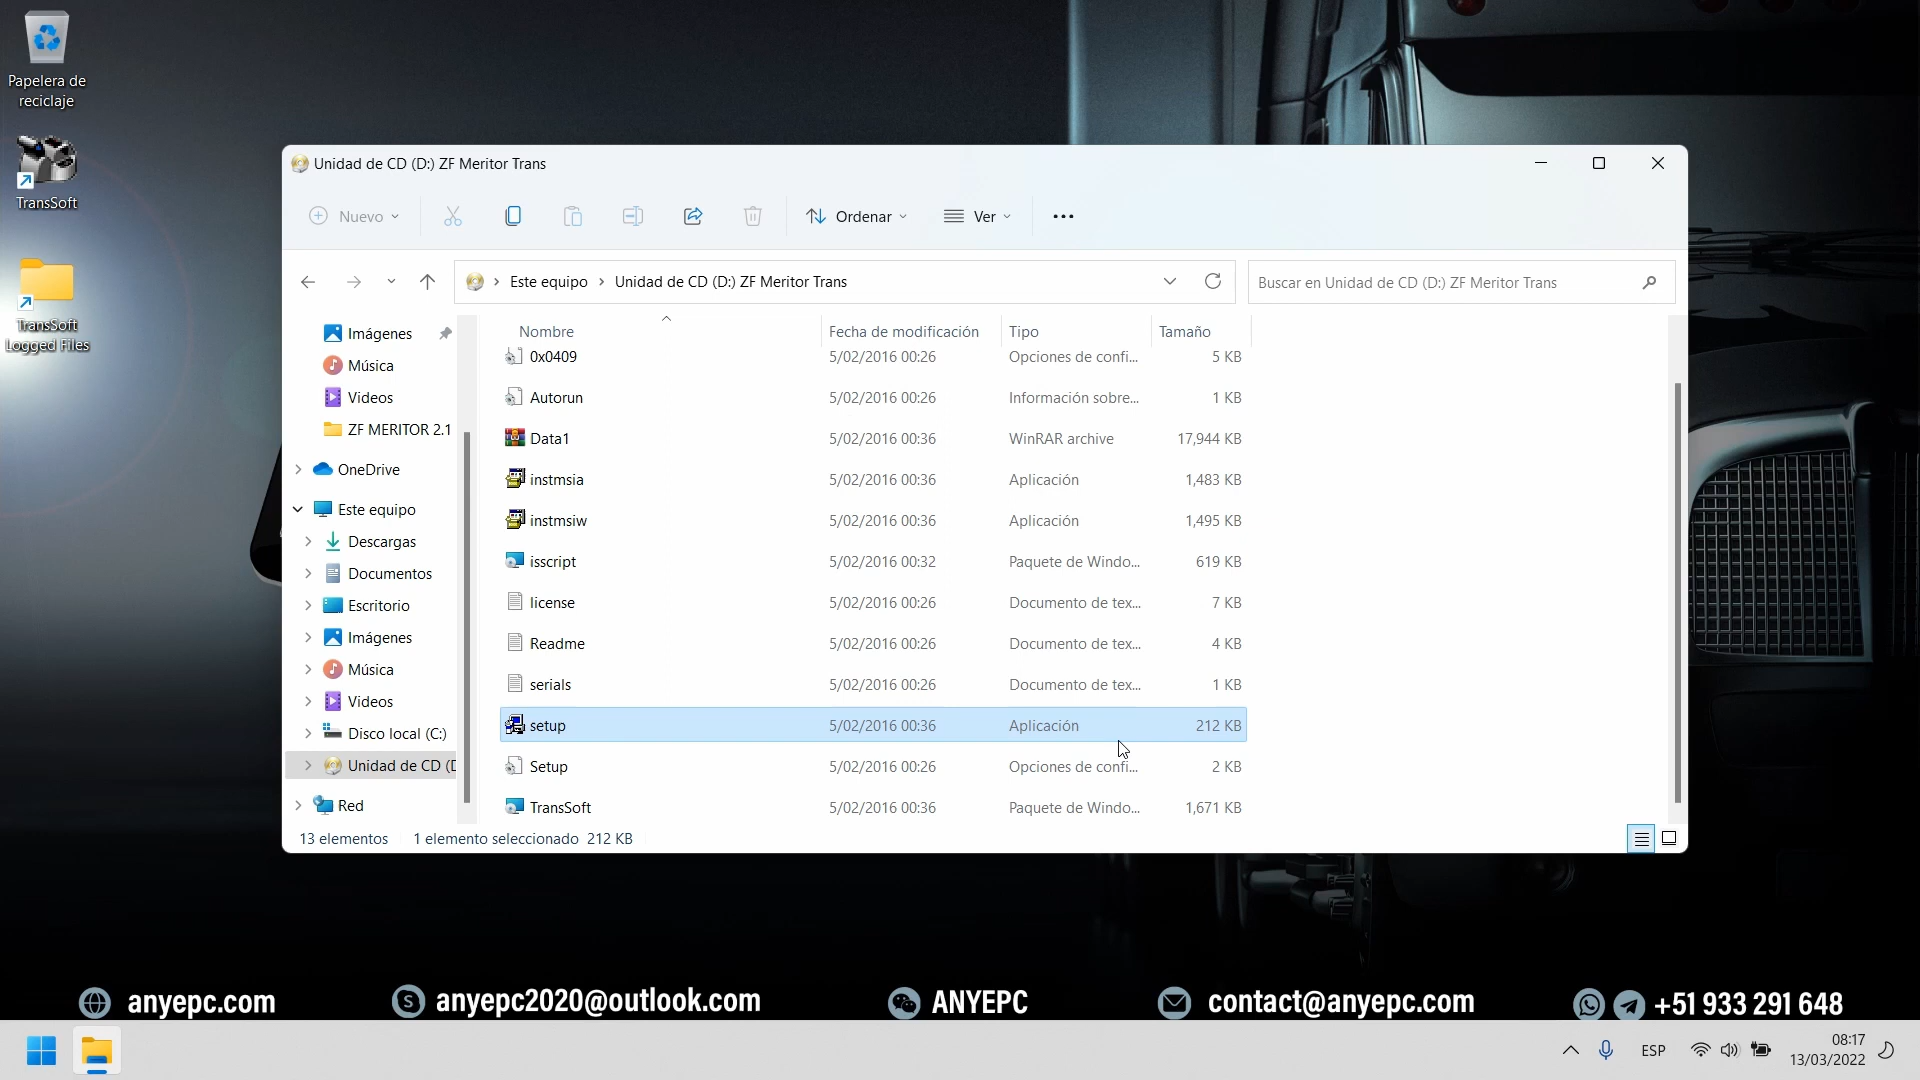 Papelera de
reciclaje
TransSoft
TransSoft
Logged Files
Unidad de CD (D:) ZF Meritor Trans
Nuevo
Ordenar
Ver
Este equipo > Unidad de CD (D:) ZF Meritor Trans
Buscar en Unidad de CD (D:) ZF Meritor Trans
Imágenes
Música
Videos
ZF MERITOR 2.1
OneDrive
Este equipo
Descargas
Documentos
Escritorio
Imágenes
Música
Videos
Disco local (C:)
Unidad de CD (D
Red
Nombre Fecha de modificación Tipo Tamaño
0x0409 5/02/2016 00:26 Opciones de confi... 5 KB
Autorun 5/02/2016 00:26 Información sobre... 1 KB
Data1 5/02/2016 00:36 WinRAR archive 17,944 KB
instmsia 5/02/2016 00:36 Aplicación 1,483 KB
instmsiw 5/02/2016 00:36 Aplicación 1,495 KB
isscript 5/02/2016 00:32 Paquete de Windo... 619 KB
license 5/02/2016 00:26 Documento de tex... 7 KB
Readme 5/02/2016 00:26 Documento de tex... 4 KB
serials 5/02/2016 00:26 Documento de tex... 1 KB
setup 5/02/2016 00:36 Aplicación 212 KB
Setup 5/02/2016 00:26 Opciones de confi... 2 KB
TransSoft 5/02/2016 00:36 Paquete de Windo... 1,671 KB
13 elementos 1 elemento seleccionado 212 KB
anyepc.com anyepc2020@outlook.com ANYEPC contact@anyepc.com +51 933 291 648
ESP
08:17
13/03/2022